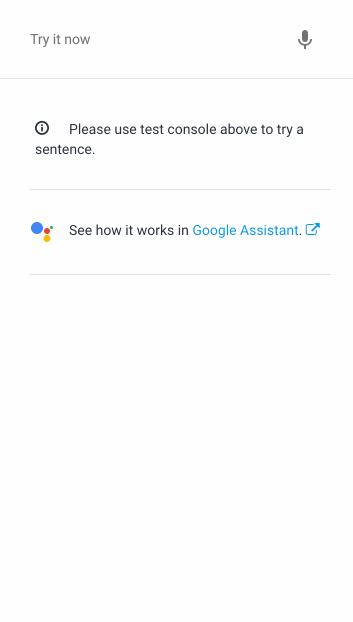 Try it now
Please use test console above to try a
sentence.
See how it works in Google Assistant.